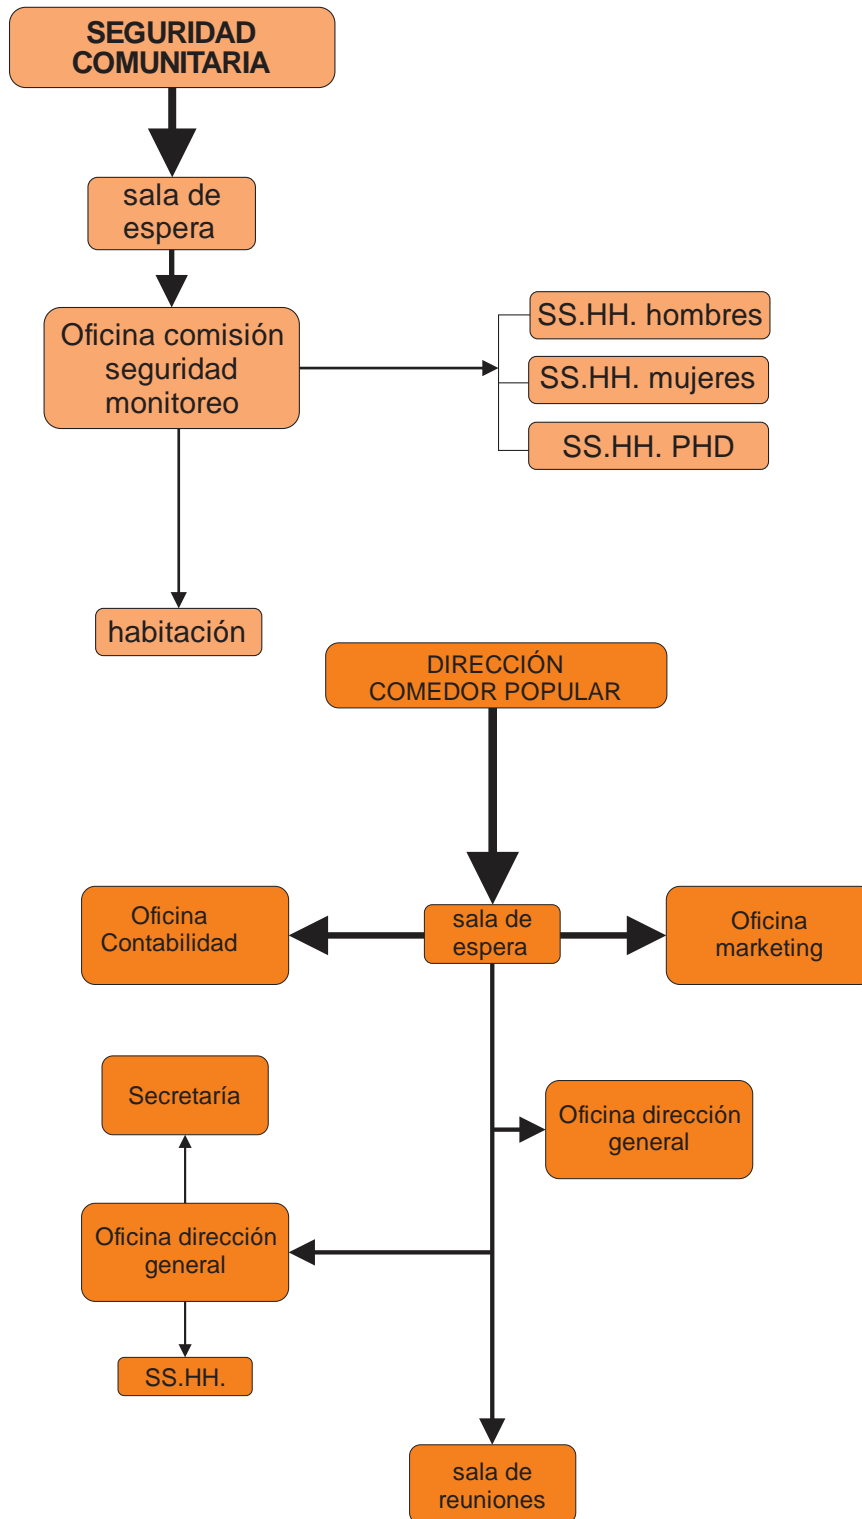 SEGURIDAD
COMUNITARIA
sala de
espera
Oficina comisión
seguridad
monitoreo
SS.HH. hombres
SS.HH. mujeres
SS.HH. PHD
habitación
DIRECCIÓN
COMEDOR POPULAR
Oficina
Contabilidad
sala de
espera
Oficina
marketing
Secretaría
Oficina dirección
general
Oficina dirección
general
SS.HH.
sala de
reuniones